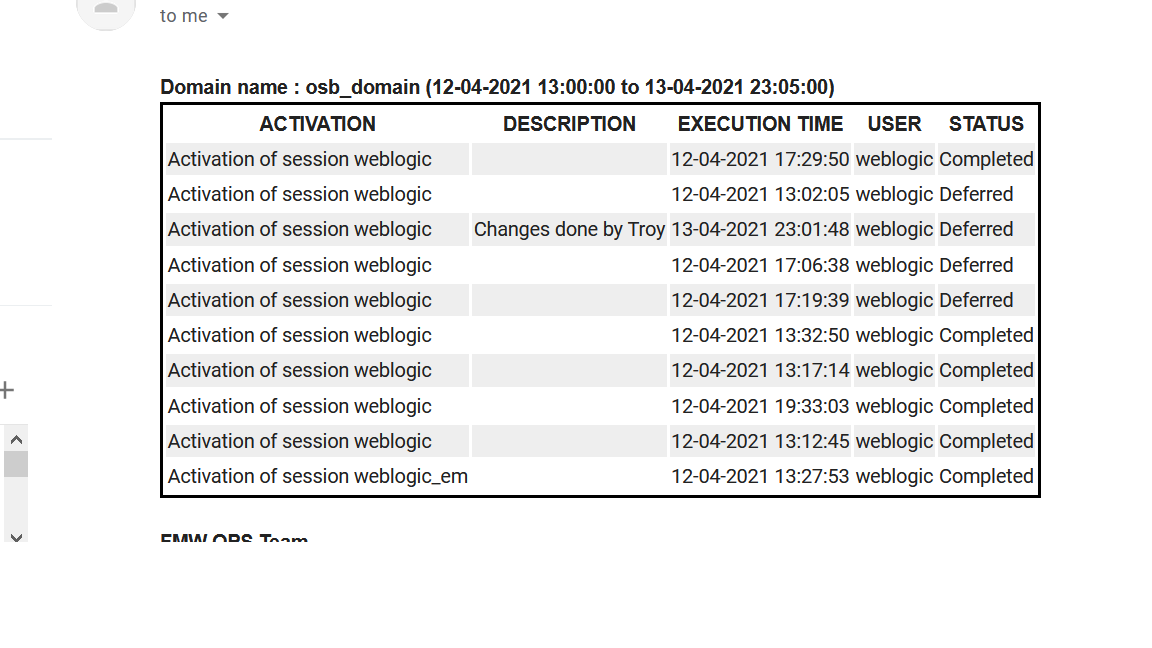 to me
Domain name : osb_domain (12-04-2021 13:00:00 to 13-04-2021 23:05:00)
ACTIVATION DESCRIPTION EXECUTION TIME USER STATUS
Activation of session weblogic 12-04-2021 17:29:50 weblogic Completed
Activation of session weblogic 12-04-2021 13:02:05 weblogic Deferred
Activation of session weblogic Changes done by Troy 13-04-2021 23:01:48 weblogic Deferred
Activation of session weblogic 12-04-2021 17:06:38 weblogic Deferred
Activation of session weblogic 12-04-2021 17:19:39 weblogic Deferred
Activation of session weblogic 12-04-2021 13:32:50 weblogic Completed
Activation of session weblogic 12-04-2021 13:17:14 weblogic Completed
Activation of session weblogic 12-04-2021 19:33:03 weblogic Completed
Activation of session weblogic 12-04-2021 13:12:45 weblogic Completed
Activation of session weblogic_em 12-04-2021 13:27:53 weblogic Completed
Team